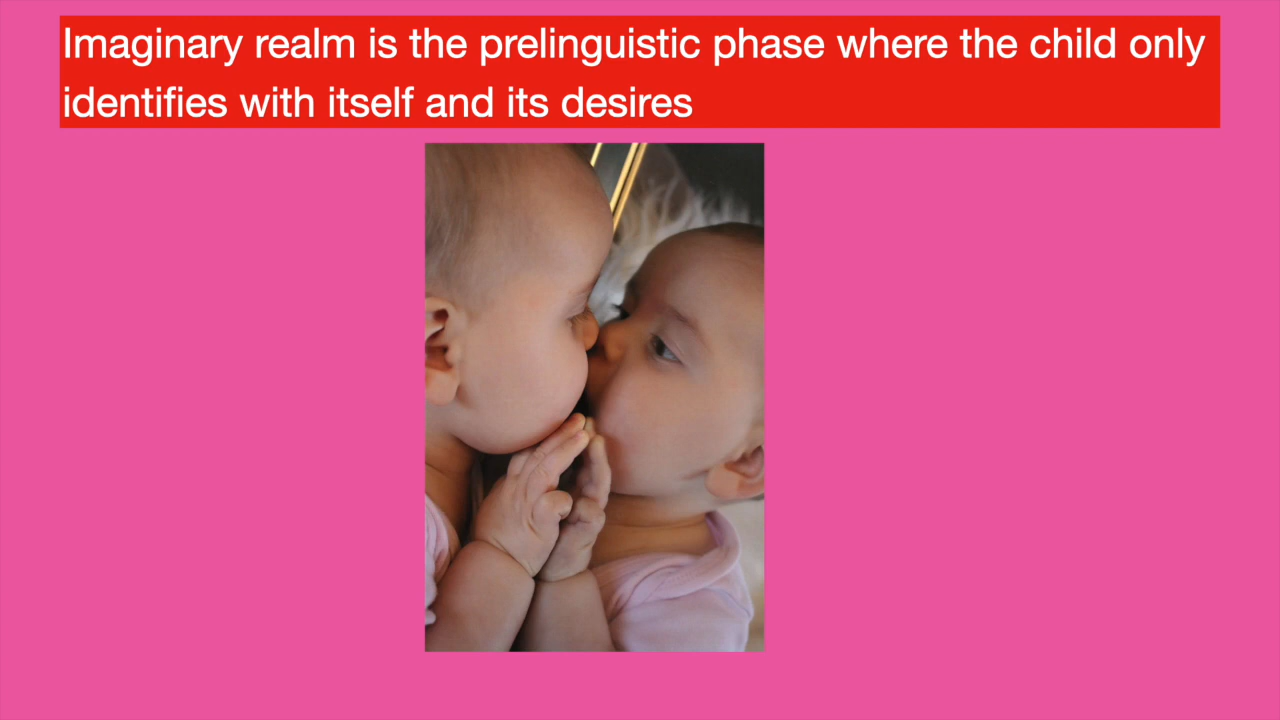 Imaginary realm is the prelinguistic phase where the child only
identifies with itself and its desires